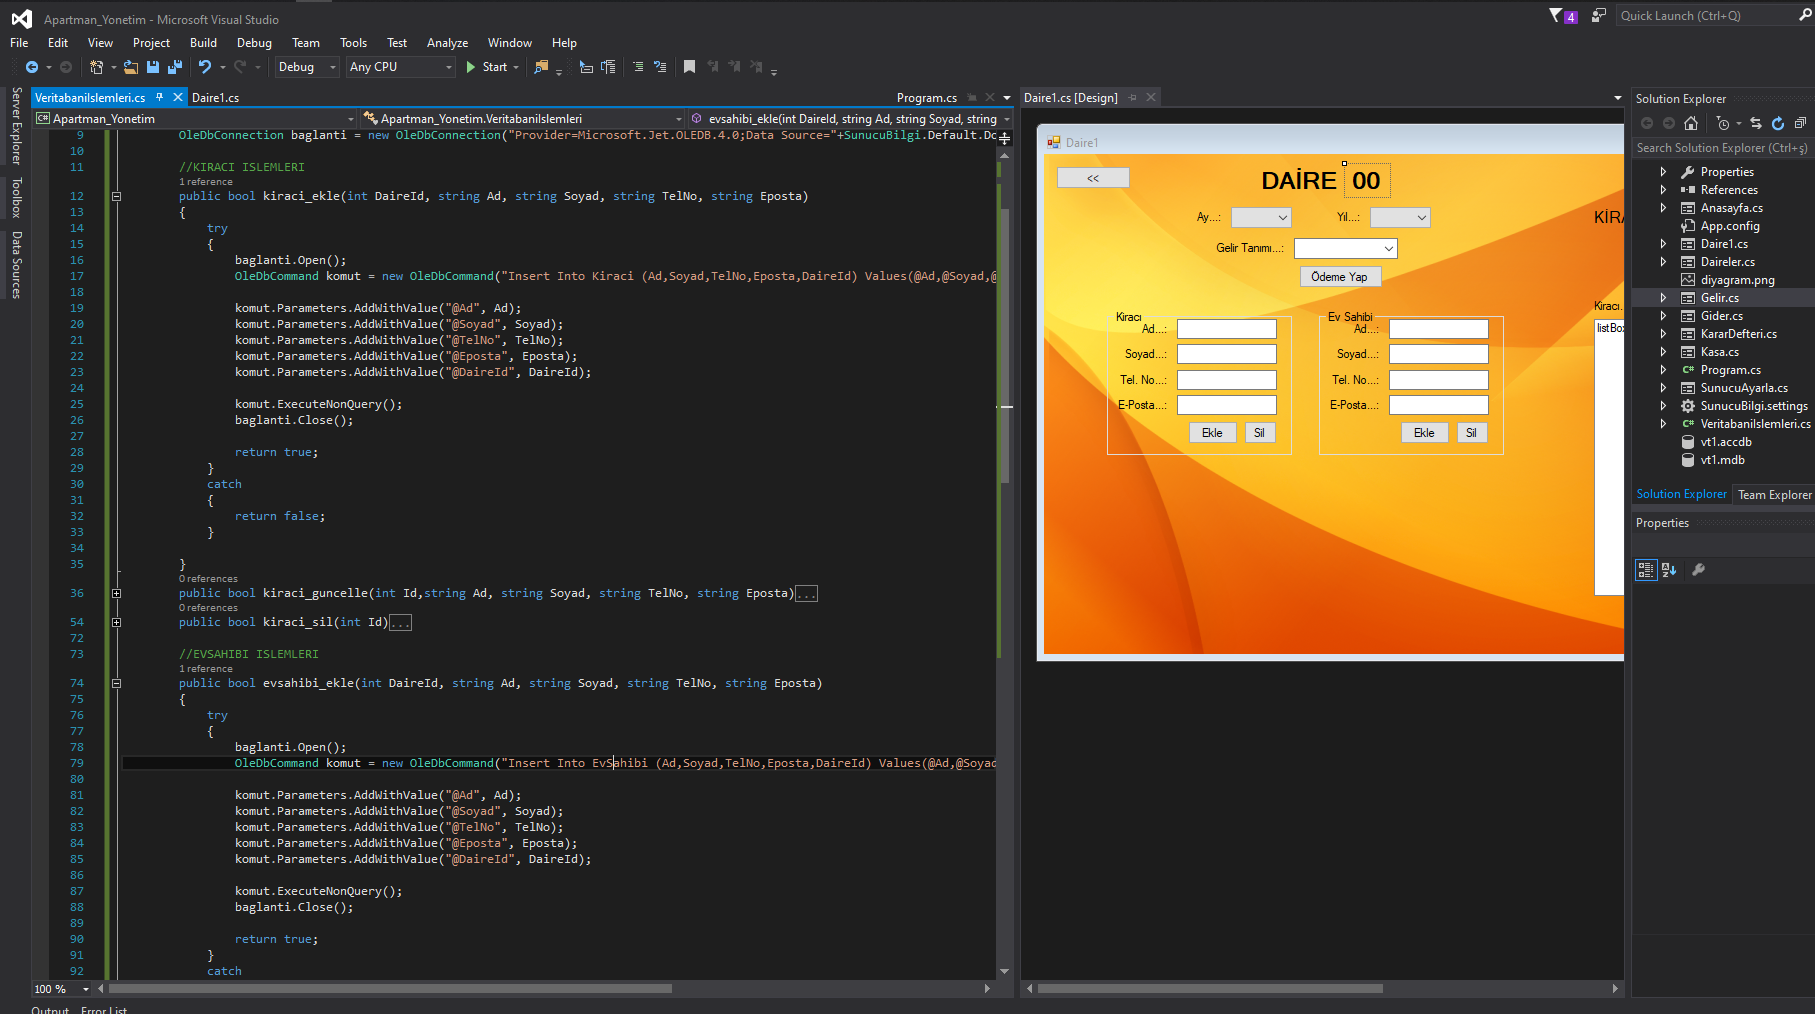 Apartman_Yonetim - Microsoft Visual Studio
4
Quick Launch (Ctrl+Q)
File Edit View Project Build Debug Team Tools Test Analyze Window Help
Debug Any CPU Start
Server Explorer
Toolbox
Data Sources
VeritabaniIslemleri.cs Daire1.cs Program.cs
Apartman_Yonetim Apartman_Yonetim.VeritabaniIslemleri evsahibi_ekle(int DaireId, string Ad, string Soyad, string
9 OleDbConnection baglanti = new OleDbConnection("Provider=Microsoft.Jet.OLEDB.4.0;Data Source="+SunucuBilgi.Default.Do
10
11 //KIRACI ISLEMLERI
1 reference
12 public bool kiraci_ekle(int DaireId, string Ad, string Soyad, string TelNo, string Eposta)
13 {
14 try
15 {
16 baglanti.Open();
17 OleDbCommand komut = new OleDbCommand("Insert Into Kiraci (Ad,Soyad,TelNo,Eposta,DaireId) Values(@Ad,@Soyad,@
18
19 komut.Parameters.AddWithValue("@Ad", Ad);
20 komut.Parameters.AddWithValue("@Soyad", Soyad);
21 komut.Parameters.AddWithValue("@TelNo", TelNo);
22 komut.Parameters.AddWithValue("@Eposta", Eposta);
23 komut.Parameters.AddWithValue("@DaireId", DaireId);
24
25 komut.ExecuteNonQuery();
26 baglanti.Close();
27
28 return true;
29 }
30 catch
31 {
32 return false;
33 }
34
35 }
0 references
36 public bool kiraci_guncelle(int Id,string Ad, string Soyad, string TelNo, string Eposta)...
0 references
54 public bool kiraci_sil(int Id)...
72
73 //EVSAHIBI ISLEMLERI
1 reference
74 public bool evsahibi_ekle(int DaireId, string Ad, string Soyad, string TelNo, string Eposta)
75 {
76 try
77 {
78 baglanti.Open();
79 OleDbCommand komut = new OleDbCommand("Insert Into EvSahibi (Ad,Soyad,TelNo,Eposta,DaireId) Values(@Ad,@Soyad
80
81 komut.Parameters.AddWithValue("@Ad", Ad);
82 komut.Parameters.AddWithValue("@Soyad", Soyad);
83 komut.Parameters.AddWithValue("@TelNo", TelNo);
84 komut.Parameters.AddWithValue("@Eposta", Eposta);
85 komut.Parameters.AddWithValue("@DaireId", DaireId);
86
87 komut.ExecuteNonQuery();
88 baglanti.Close();
89
90 return true;
91 }
92 catch
100 %
Output Error List
Daire1.cs [Design]
Daire1
<<
DAİRE 00
Ay...: Yıl...:
KİRA
Gelir Tanımı...:
Ödeme Yap
Kiracı
Ad...:
Soyad...:
Tel. No...:
E-Posta...:
Ekle Sil
Ev Sahibi
Ad...:
Soyad...:
Tel. No...:
E-Posta...:
Ekle Sil
Kiracı.
listBo
Solution Explorer
Search Solution Explorer (Ctrl+ş)
Properties
References
Anasayfa.cs
App.config
Daire1.cs
Daireler.cs
diyagram.png
Gelir.cs
Gider.cs
KararDefteri.cs
Kasa.cs
Program.cs
SunucuAyarla.cs
SunucuBilgi.settings
VeritabaniIslemleri.cs
vt1.accdb
vt1.mdb
Solution Explorer Team Explorer
Properties